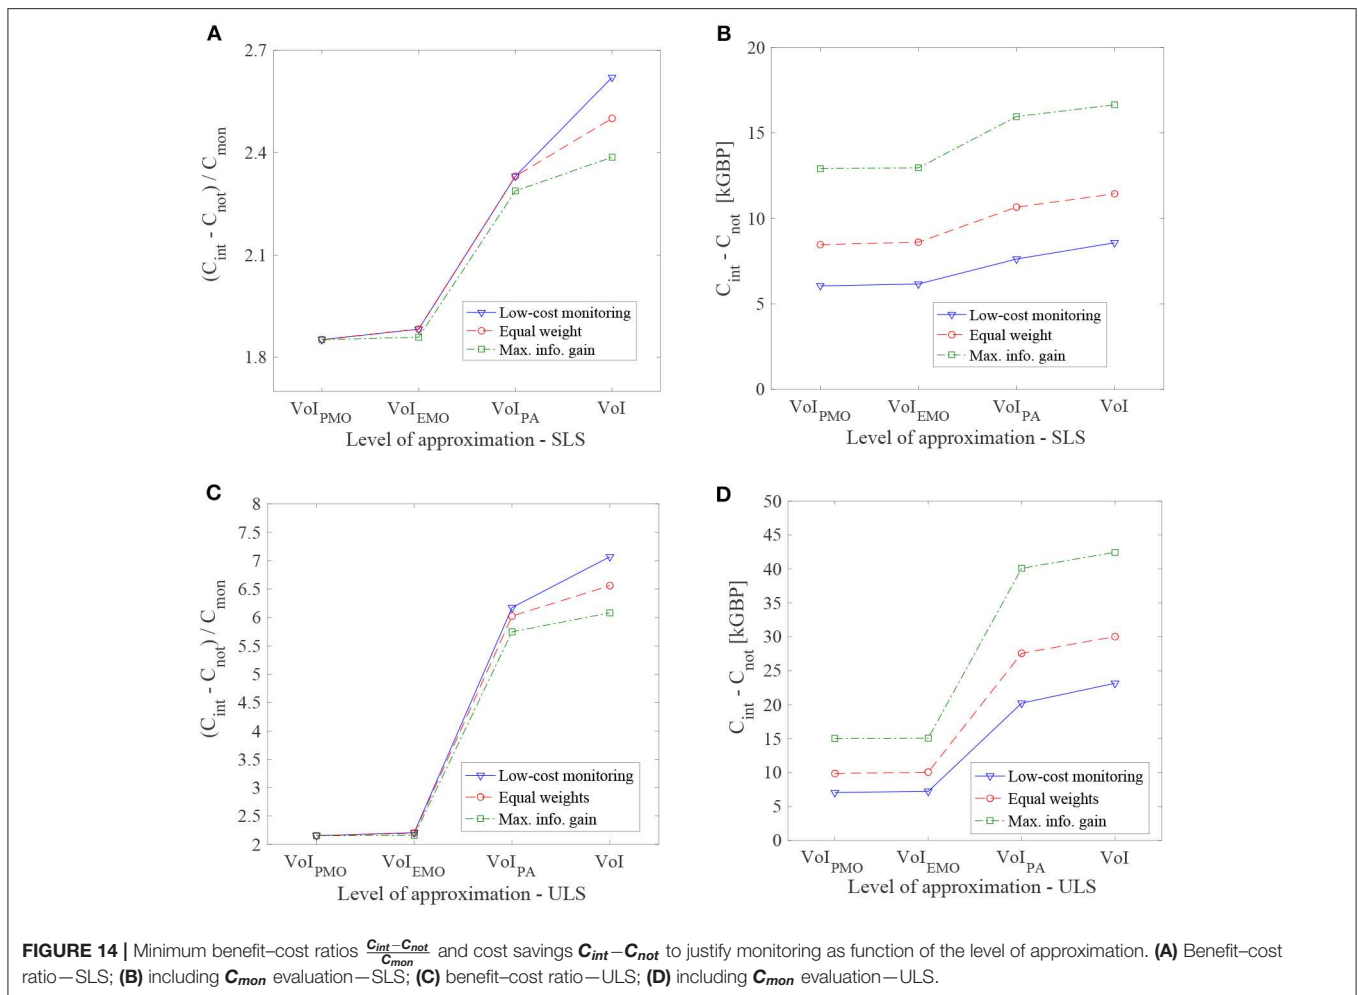 A
2.7
2.4
2.1
1.8
(C_int - C_not) / C_mon
Low-cost monitoring
Equal weight
Max. info. gain
VoI_PMO VoI_EMO VoI_PA VoI
Level of approximation - SLS
B
20
15
10
5
0
C_int - C_not [kGBP]
Low-cost monitoring
Equal weight
Max. info. gain
VoI_PMO VoI_EMO VoI_PA VoI
Level of approximation - SLS
C
8
7.5
7
6.5
6
5.5
5
4.5
4
3.5
3
2.5
2
(C_int - C_not) / C_mon
Low-cost monitoring
Equal weights
Max. info. gain
VoI_PMO VoI_EMO VoI_PA VoI
Level of approximation - ULS
D
50
45
40
35
30
25
20
15
10
5
0
C_int - C_not [kGBP]
Low-cost monitoring
Equal weights
Max. info. gain
VoI_PMO VoI_EMO VoI_PA VoI
Level of approximation - ULS
FIGURE 14 | Minimum benefit–cost ratios (C_int−C_not)/C_mon and cost savings C_int−C_not to justify monitoring as function of the level of approximation. (A) Benefit–cost
ratio—SLS; (B) including C_mon evaluation—SLS; (C) benefit–cost ratio—ULS; (D) including C_mon evaluation—ULS.